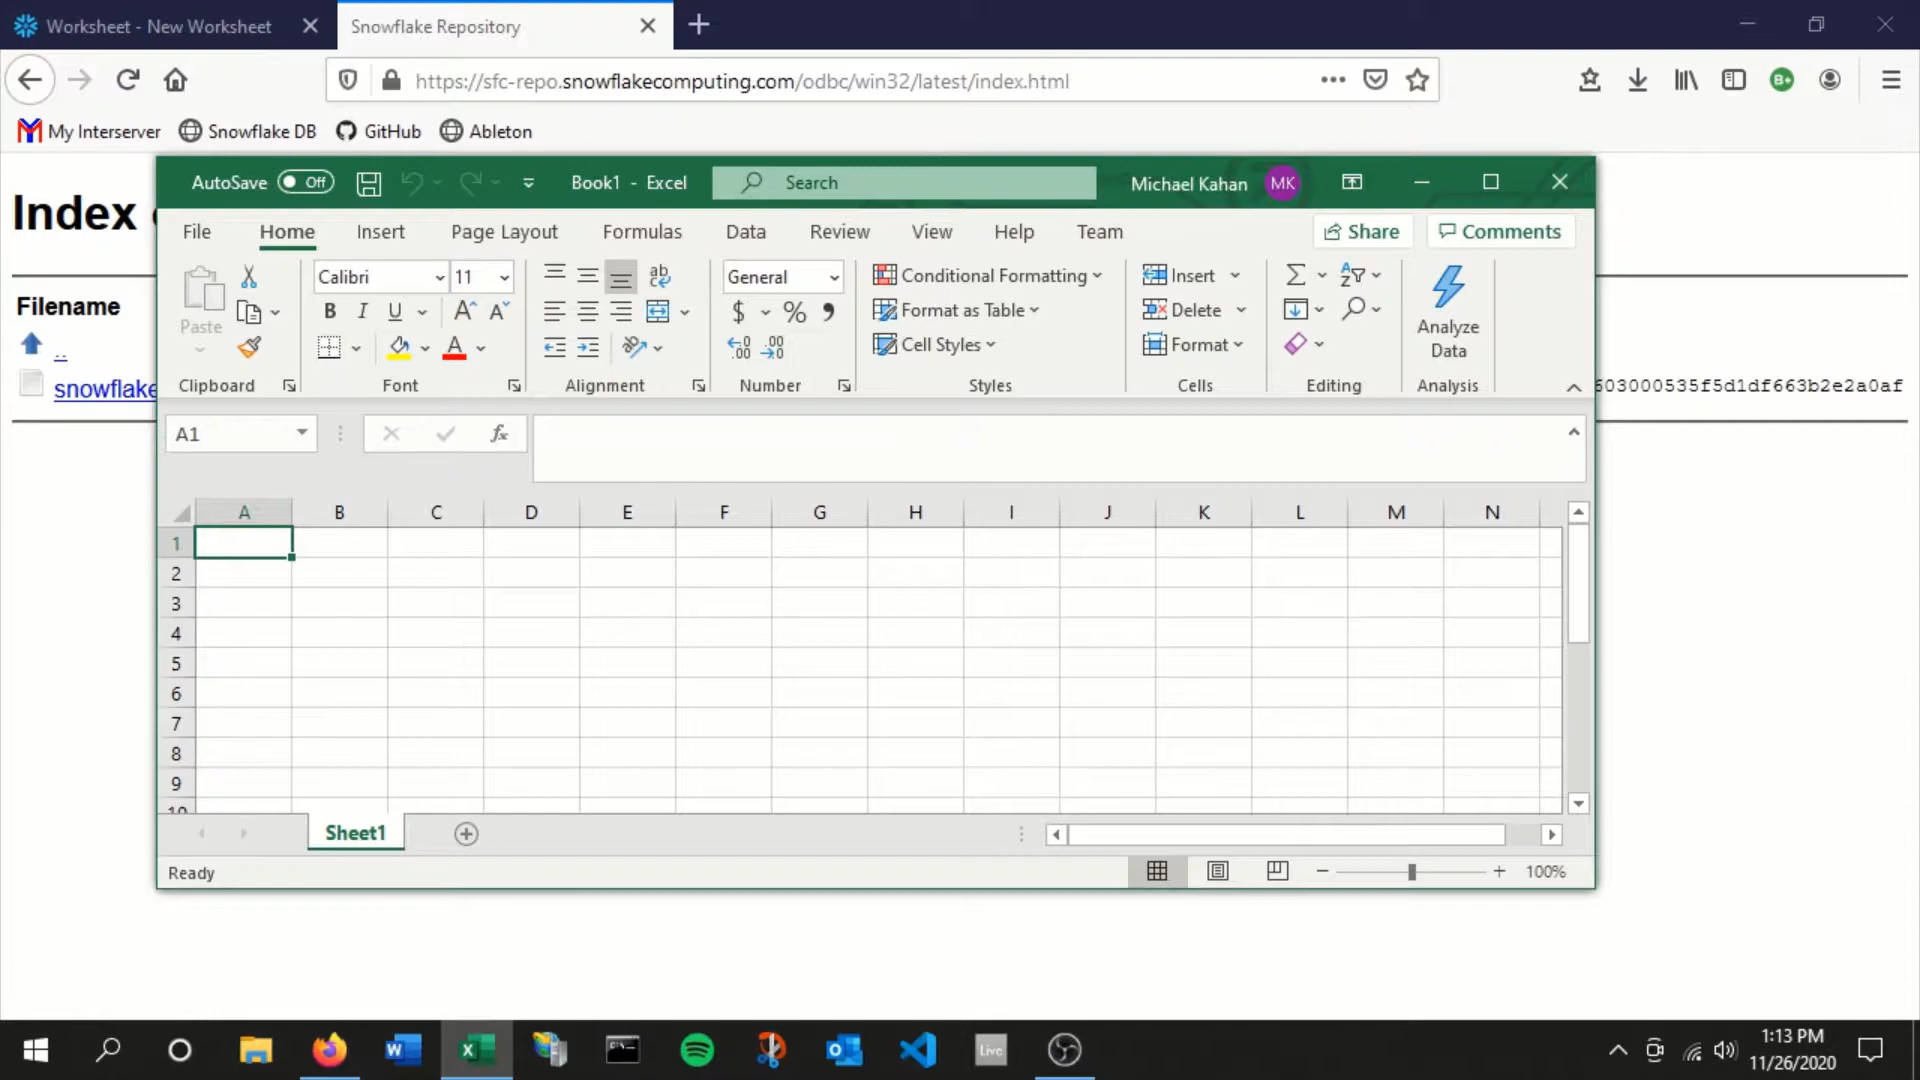 Worksheet - New Worksheet
Snowflake Repository
https://sfc-repo.snowflakecomputing.com/odbc/win32/latest/index.html
My Interserver Snowflake DB GitHub Ableton
AutoSave Off Book1 - Excel Search Michael Kahan MK
Index
File Home Insert Page Layout Formulas Data Review View Help Team Share Comments
Filename
Paste Calibri 11 General Conditional Formatting Insert Analyze Data
B I U $ % Format as Table Delete
Cell Styles Format
..
snowflake
Clipboard Font Alignment Number Styles Cells Editing Analysis
603000535f5d1df663b2e2a0af
A1 fx
A B C D E F G H I J K L M N
1
2
3
4
5
6
7
8
9
10
Sheet1
Ready 100%
Live
1:13 PM
11/26/2020